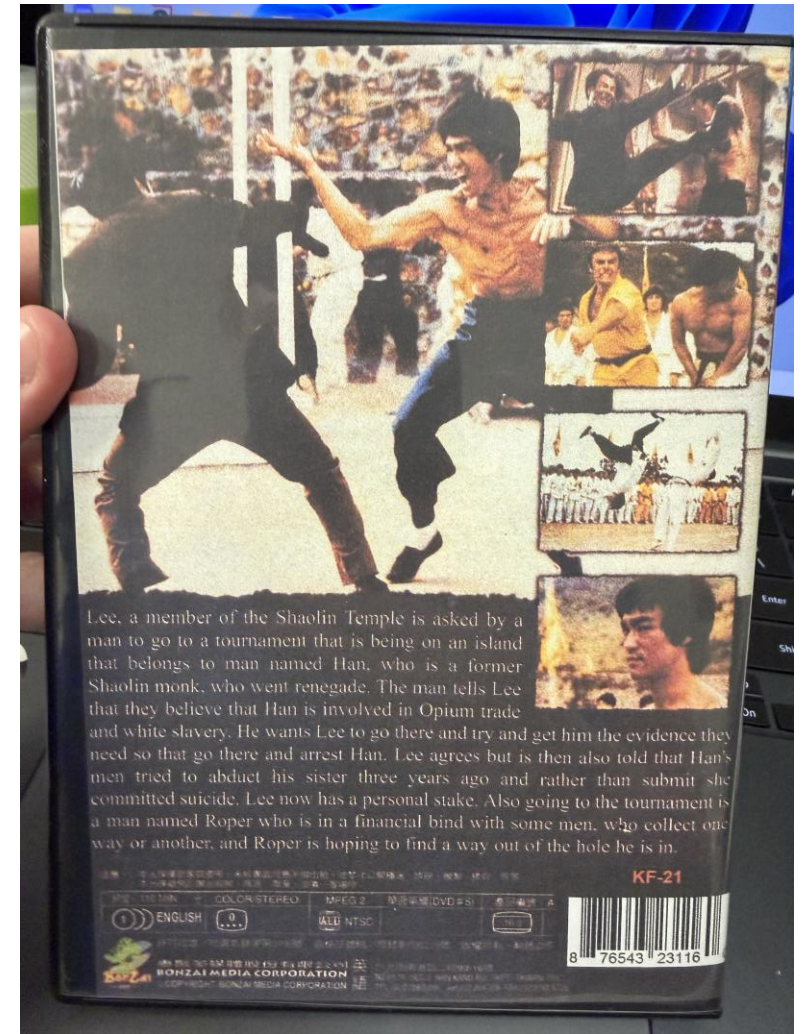 Lee, a member of the Shaolin Temple is asked by a
man to go to a tournament that is being on an island
that belongs to man named Han, who is a former
Shaolin monk, who went renegade. The man tells Lee
that they believe that Han is involved in Opium trade
and white slavery. He wants Lee to go there and try and get him the evidence they
need so that go there and arrest Han. Lee agrees but is then also told that Han's
men tried to abduct his sister three years ago and rather than submit she
committed suicide. Lee now has a personal stake. Also going to the tournament is
a man named Roper who is in a financial bind with some men, who collect one
way or another, and Roper is hoping to find a way out of the hole he is in.
KF-21
COLOR/STEREO MPEG 2
ENGLISH ALL NTSC
8 76543 23116
BonZai
BONZAI MEDIA CORPORATION
COPYRIGHT BONZAI MEDIA CORPORATION
Enter